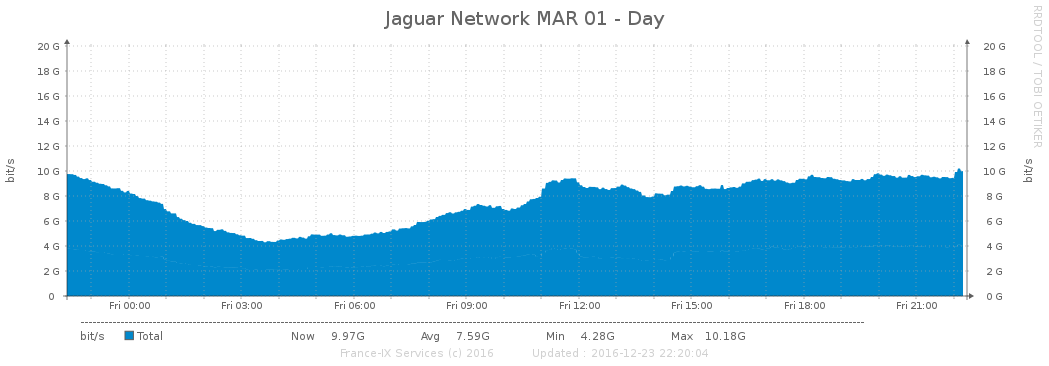 Jaguar Network MAR 01 - Day
RRDTOOL / TOBI OETIKER
bit/s
20 G 20 G
18 G 18 G
16 G 16 G
14 G 14 G
12 G 12 G
10 G 10 G
8 G 8 G
6 G 6 G
4 G 4 G
2 G 2 G
0 0 G
bit/s
Fri 00:00 Fri 03:00 Fri 06:00 Fri 09:00 Fri 12:00 Fri 15:00 Fri 18:00 Fri 21:00
bit/s Total Now 9.97G Avg 7.59G Min 4.28G Max 10.18G
France-IX Services (c) 2016 Updated : 2016-12-23 22:20:04